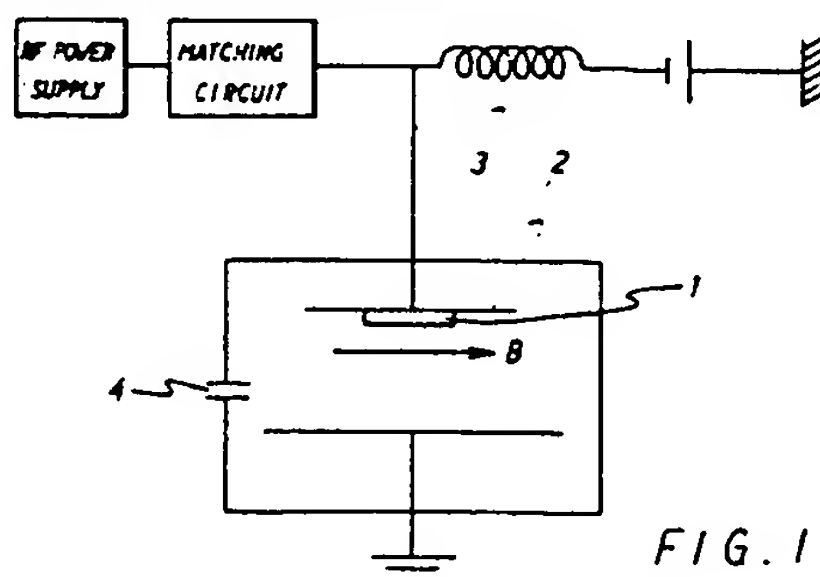 RF POWER
SUPPLY
MATCHING
CIRCUIT
3 2
1
B
4
FIG. 1